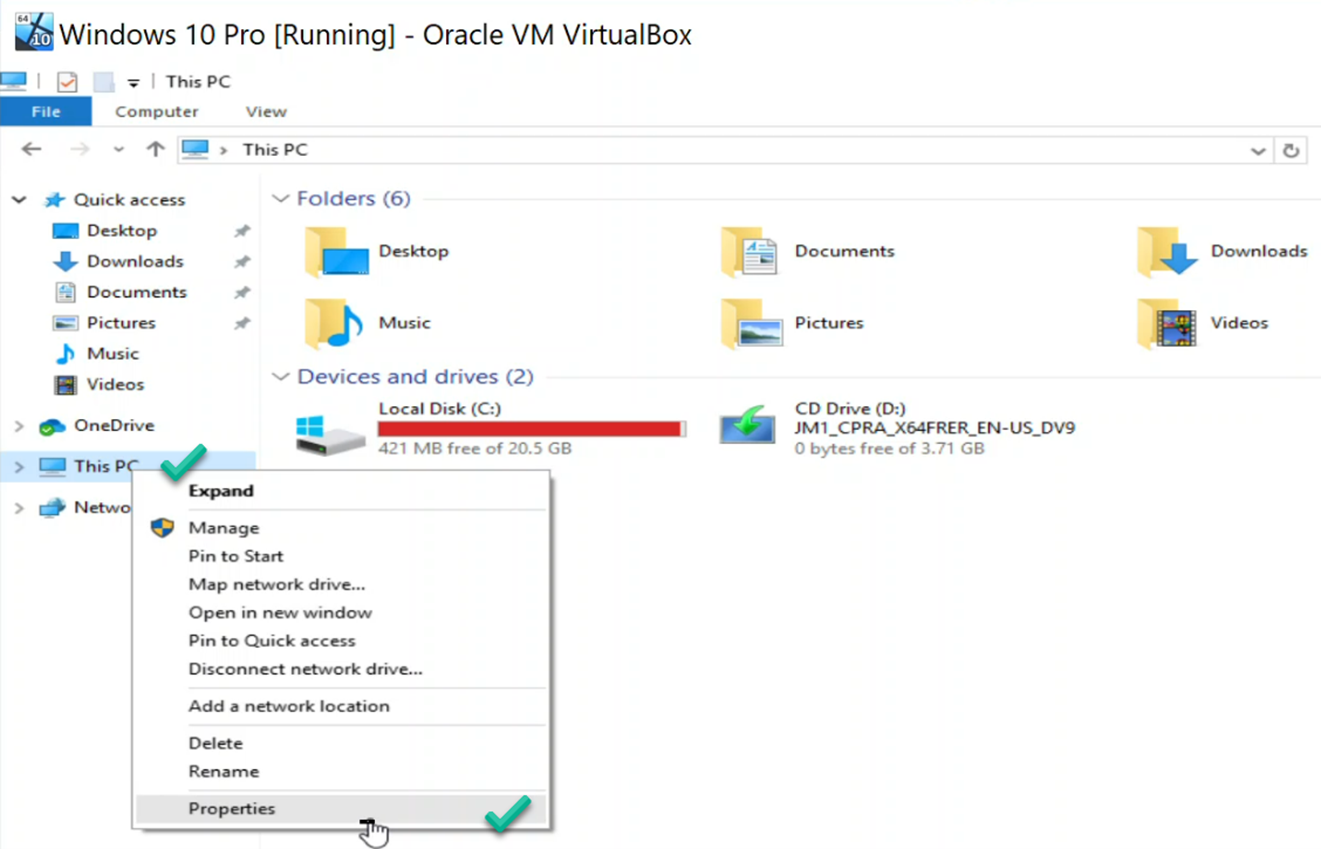 64
10
Windows 10 Pro [Running] - Oracle VM VirtualBox
This PC
File Computer View
This PC
Quick access
Desktop
Downloads
Documents
Pictures
Music
Videos
OneDrive
This PC
Netwo
Folders (6)
Desktop
Documents
Downloads
Music
Pictures
Videos
Devices and drives (2)
Local Disk (C:)
421 MB free of 20.5 GB
CD Drive (D:)
JM1_CPRA_X64FRER_EN-US_DV9
0 bytes free of 3.71 GB
Expand
Manage
Pin to Start
Map network drive...
Open in new window
Pin to Quick access
Disconnect network drive...
Add a network location
Delete
Rename
Properties